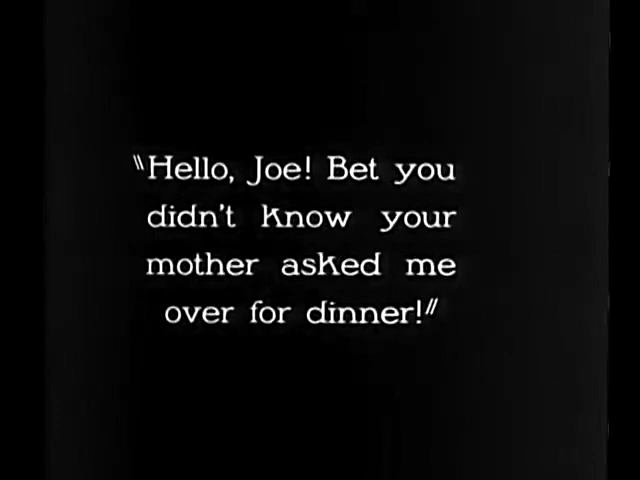 "Hello, Joe! Bet you
didn't know your
mother asked me
over for dinner!"